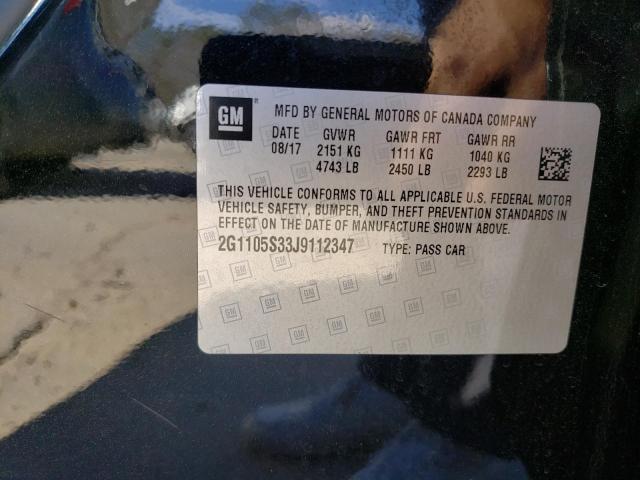 GM
MFD BY GENERAL MOTORS OF CANADA COMPANY
DATE GVWR GAWR FRT GAWR RR
08/17 2151 KG 1111 KG 1040 KG
4743 LB 2450 LB 2293 LB
THIS VEHICLE CONFORMS TO ALL APPLICABLE U.S. FEDERAL MOTOR
VEHICLE SAFETY, BUMPER, AND THEFT PREVENTION STANDARDS IN
EFFECT ON THE DATE OF MANUFACTURE SHOWN ABOVE.
2G1105S33J9112347 TYPE: PASS CAR